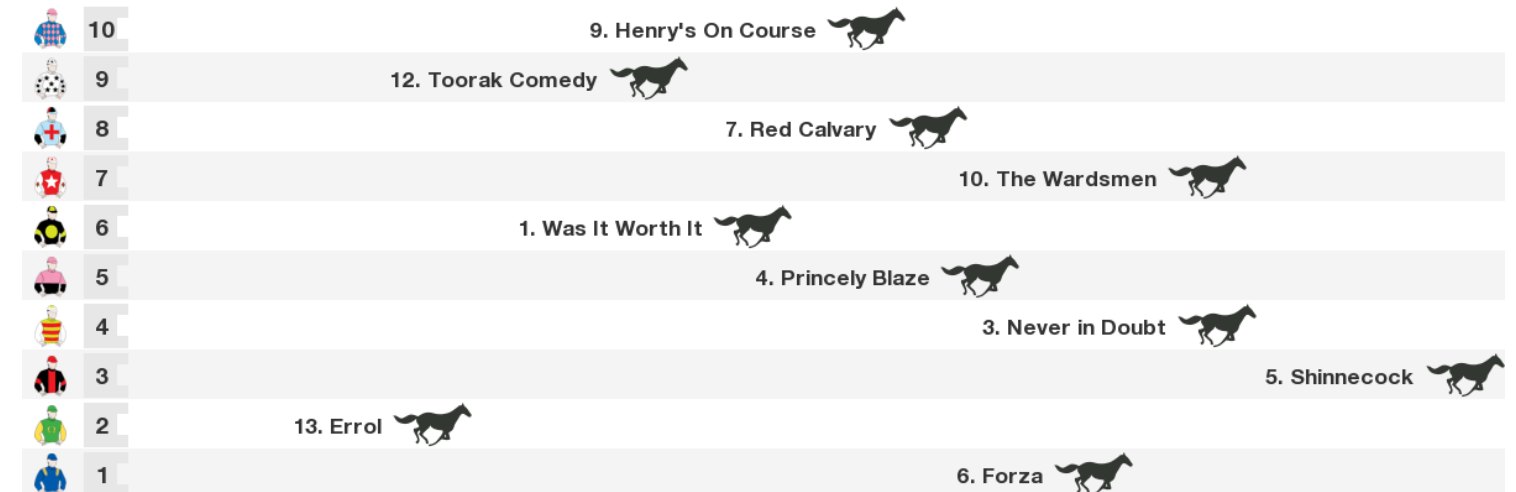 10 9. Henry's On Course
9 12. Toorak Comedy
8 7. Red Calvary
7 10. The Wardsmen
6 1. Was It Worth It
5 4. Princely Blaze
4 3. Never in Doubt
3 5. Shinnecock
2 13. Errol
1 6. Forza